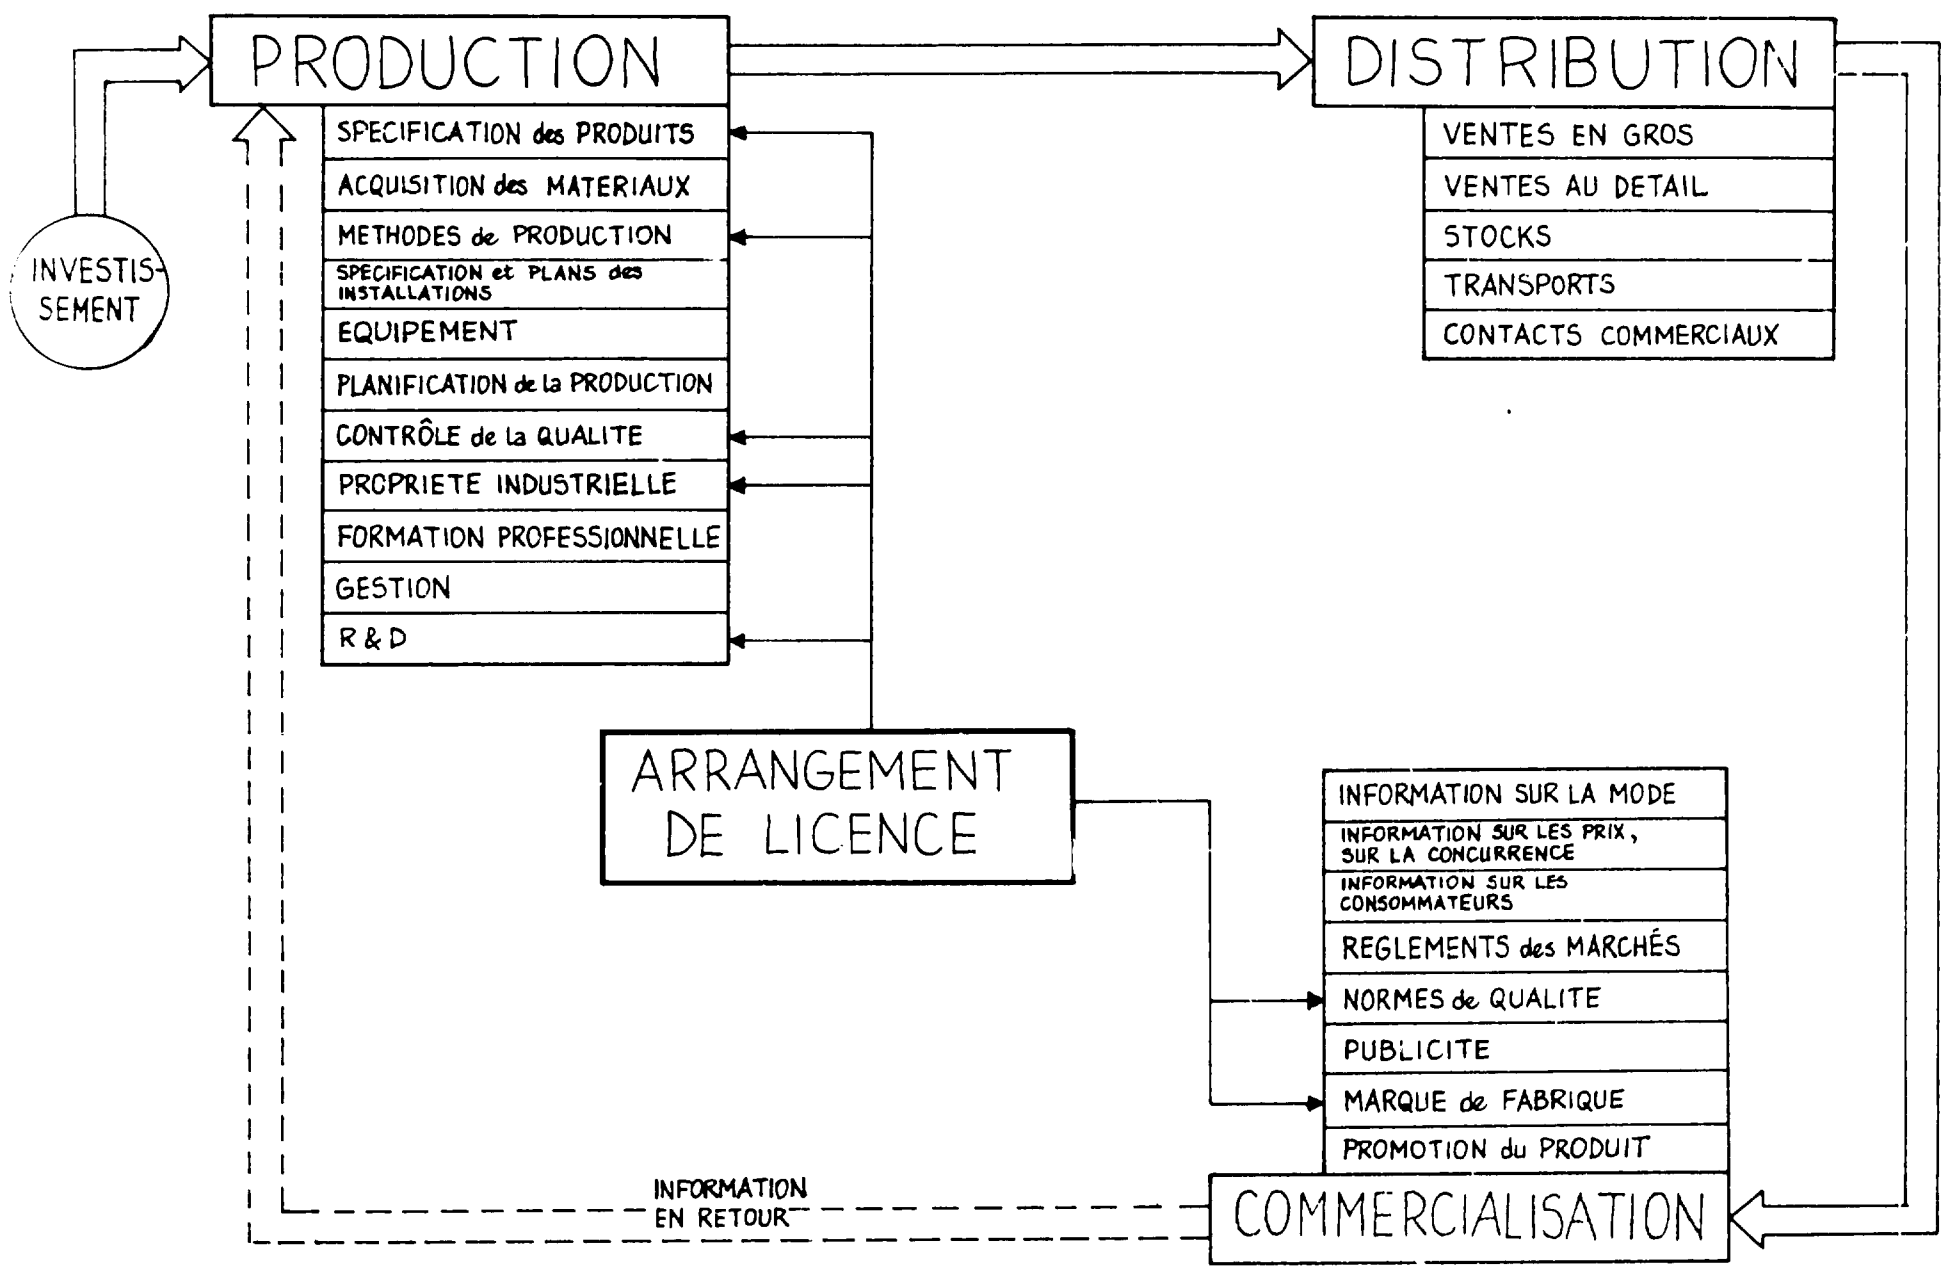 PRODUCTION
SPECIFICATION des PRODUITS
ACQUISITION des MATERIAUX
METHODES de PRODUCTION
SPECIFICATION et PLANS des
INSTALLATIONS
EQUIPEMENT
PLANIFICATION de la PRODUCTION
CONTRÔLE de la QUALITE
PROPRIETE INDUSTRIELLE
FORMATION PROFESSIONNELLE
GESTION
R & D
INVESTIS-
SEMENT
DISTRIBUTION
VENTES EN GROS
VENTES AU DETAIL
STOCKS
TRANSPORTS
CONTACTS COMMERCIAUX
ARRANGEMENT
DE LICENCE
INFORMATION SUR LA MODE
INFORMATION SUR LES PRIX,
SUR LA CONCURRENCE
INFORMATION SUR LES
CONSOMMATEURS
REGLEMENTS des MARCHÉS
NORMES de QUALITE
PUBLICITE
MARQUE de FABRIQUE
PROMOTION du PRODUIT
COMMERCIALISATION
INFORMATION
EN RETOUR